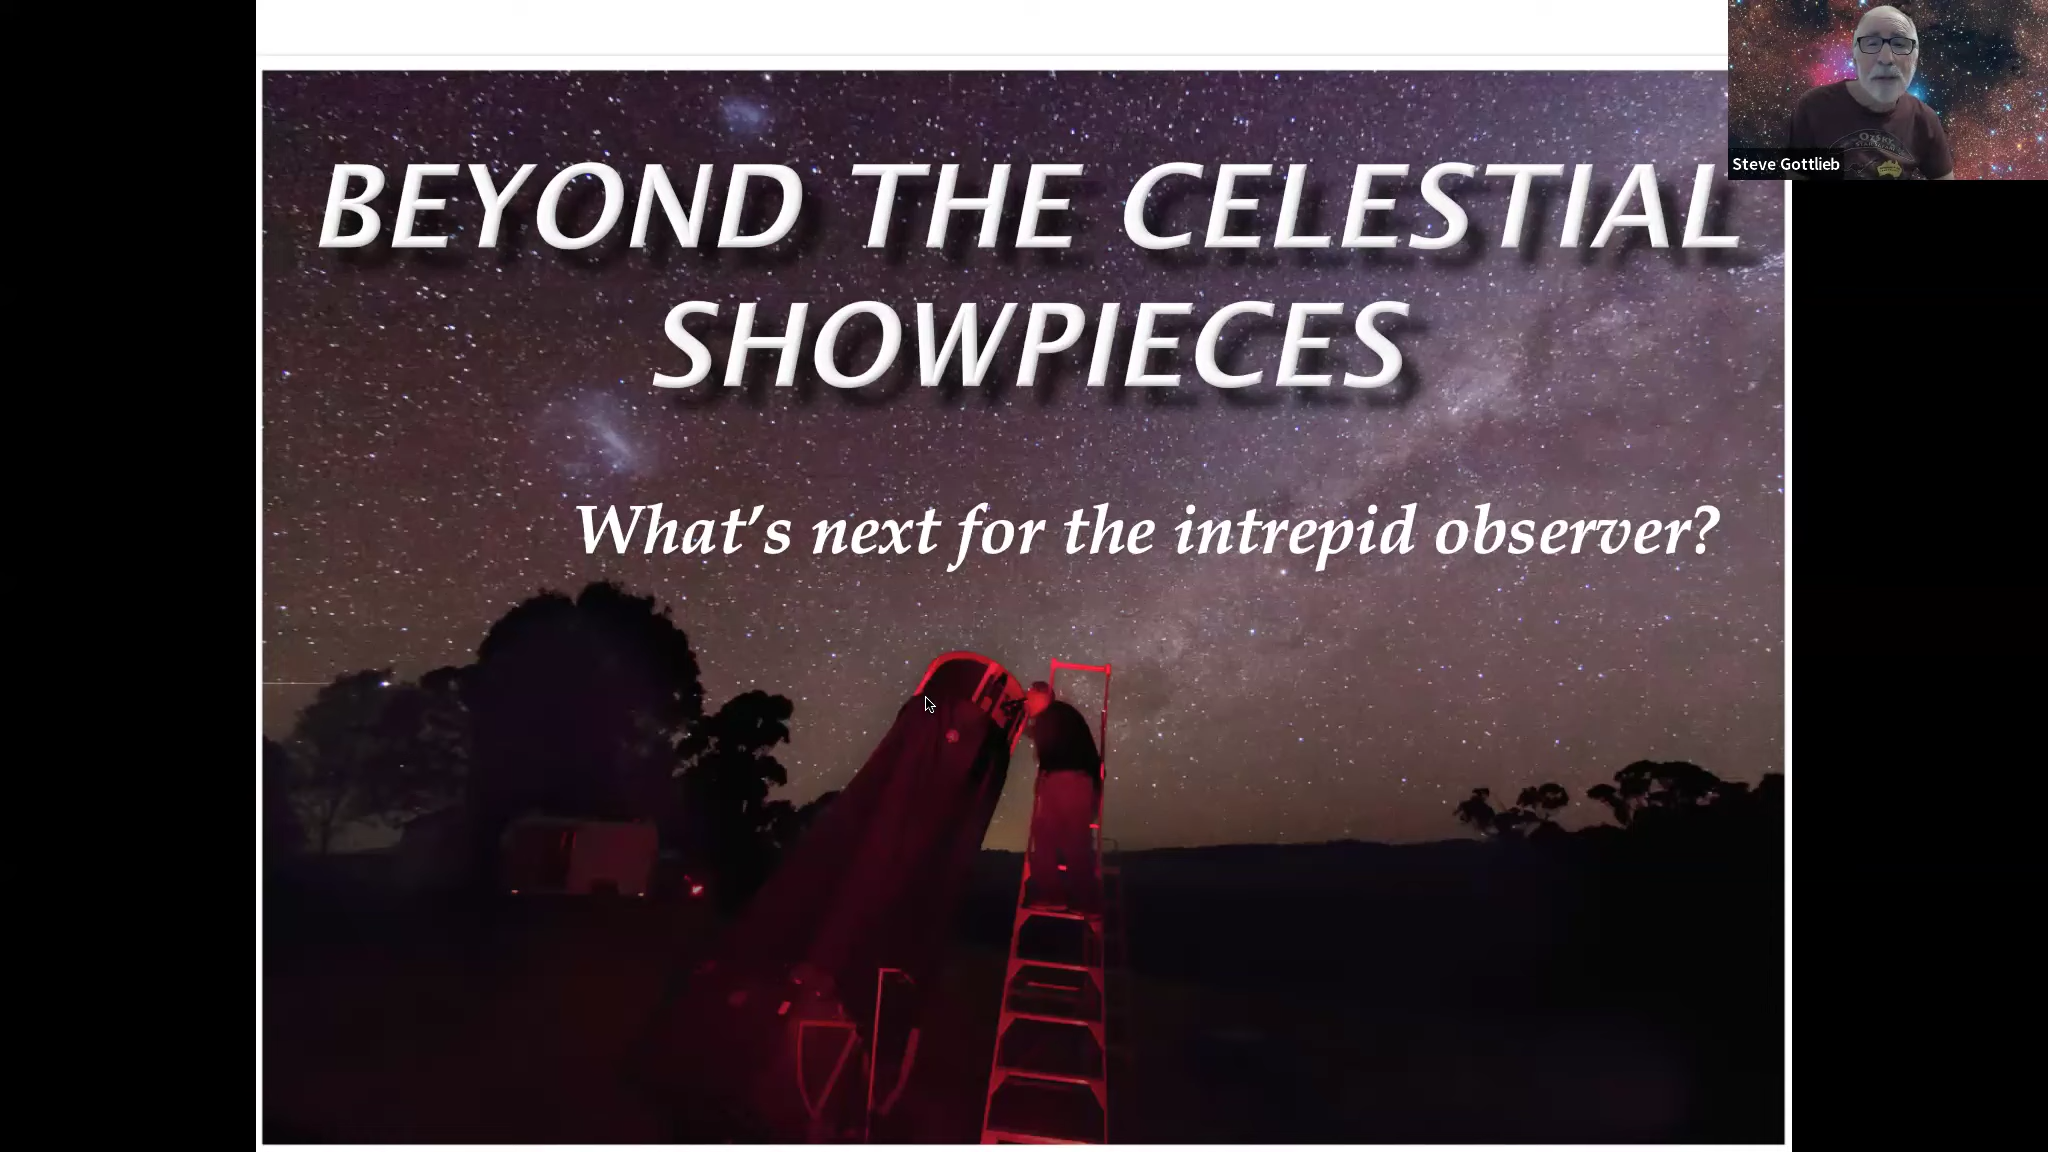 BEYOND THE CELESTIAL
SHOWPIECES
What's next for the intrepid observer?
Steve Gottlieb